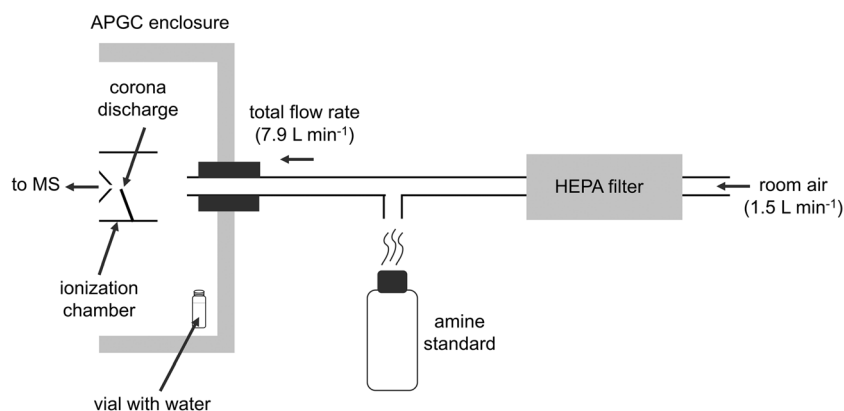 APGC enclosure
corona
discharge
total flow rate
(7.9 L min-1)
to MS
HEPA filter
room air
(1.5 L min-1)
ionization
chamber
amine
standard
vial with water